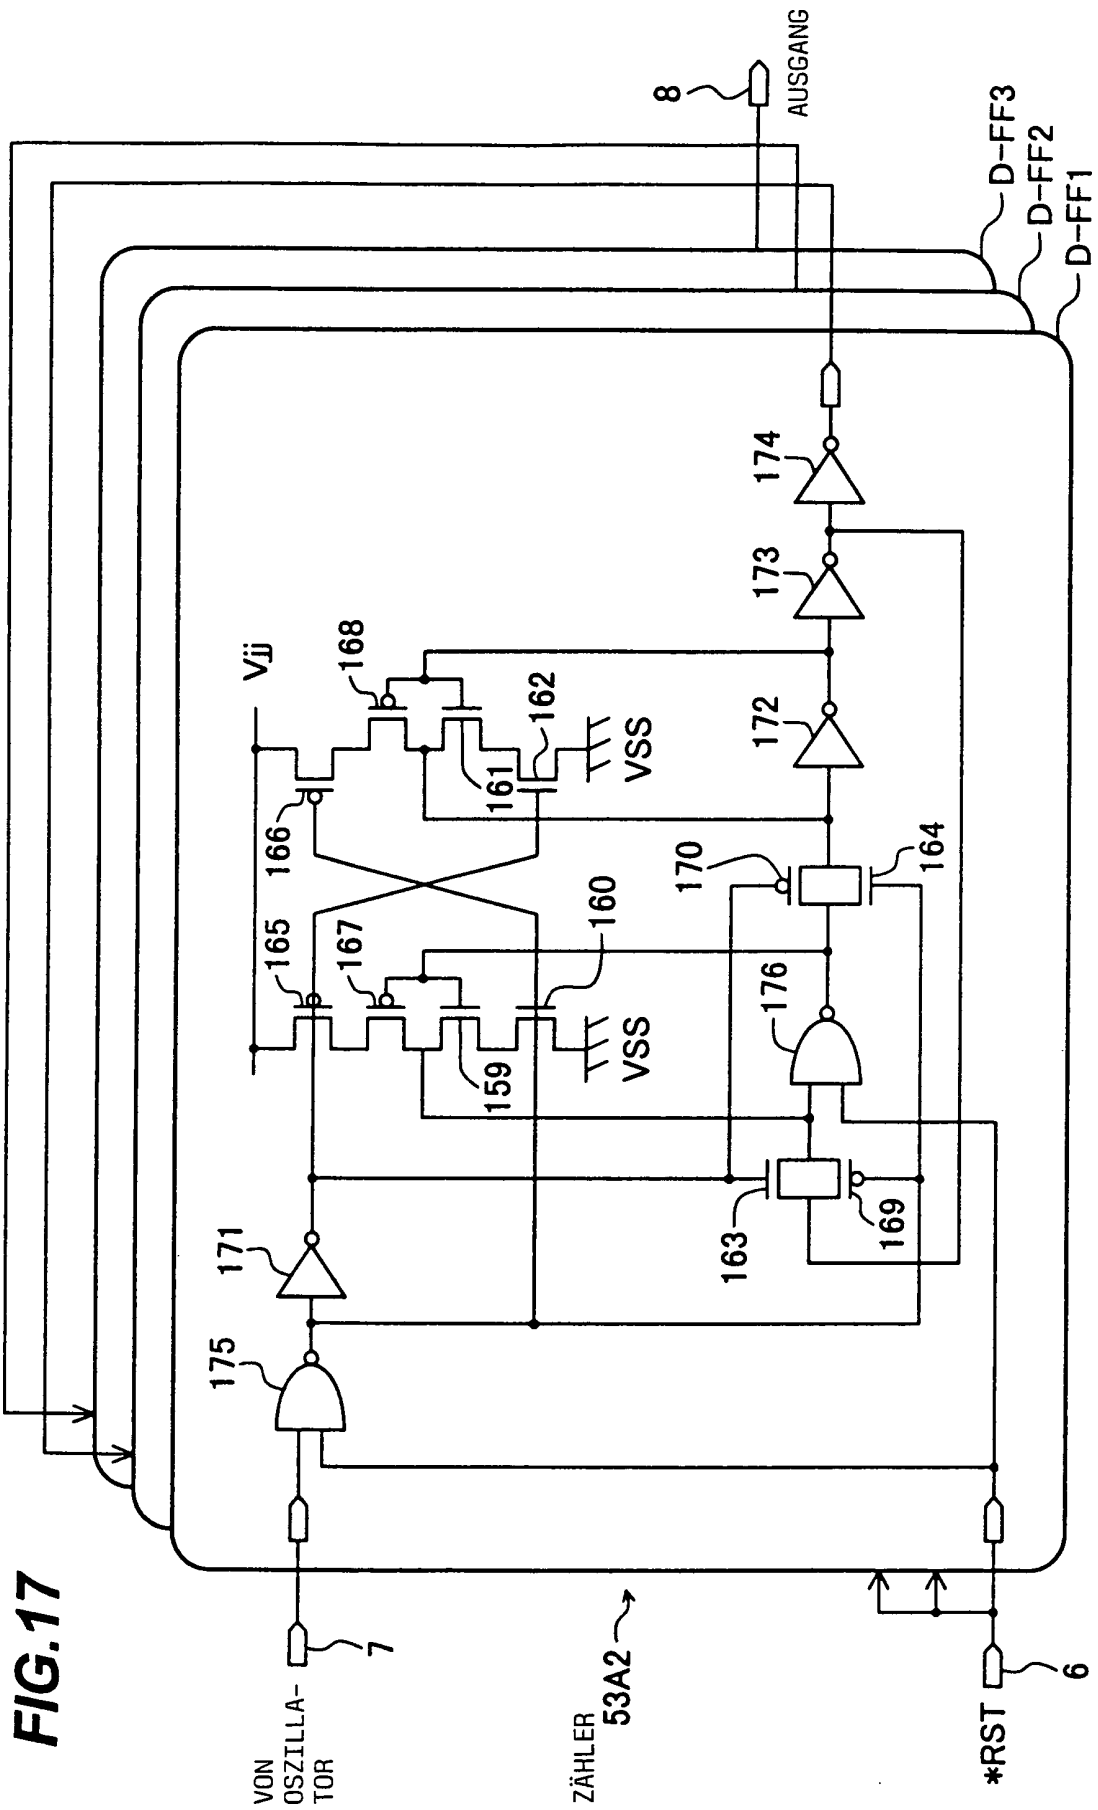 FIG.17
VON
OSZILLA-
TOR
7
ZÄHLER
53A2
*RST
6
175
171
165
167
159
160
VSS
Vjj
166
168
161
162
VSS
163
169
176
170
164
172
173
174
8
AUSGANG
D-FF3
D-FF2
D-FF1